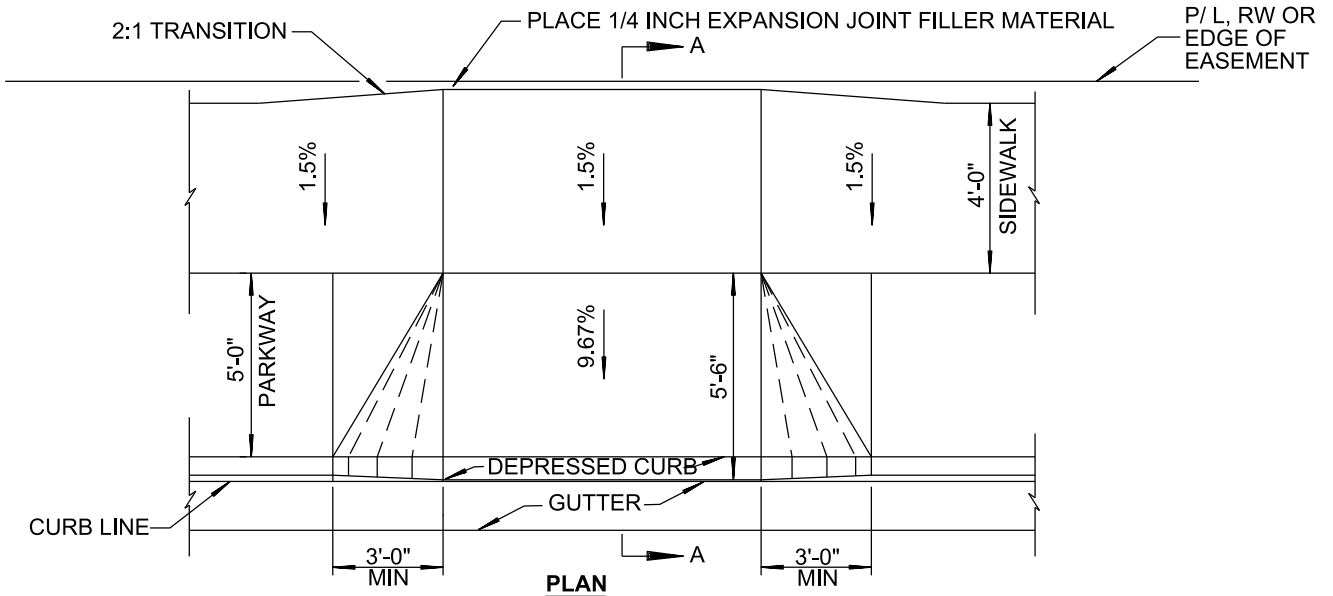 2:1 TRANSITION
PLACE 1/4 INCH EXPANSION JOINT FILLER MATERIAL
A
P/ L, RW OR
EDGE OF
EASEMENT
1.5%
1.5%
1.5%
4'-0"
SIDEWALK
5'-0"
PARKWAY
9.67%
5'-6"
DEPRESSED CURB
GUTTER
CURB LINE
3'-0"
MIN
A
3'-0"
MIN
PLAN